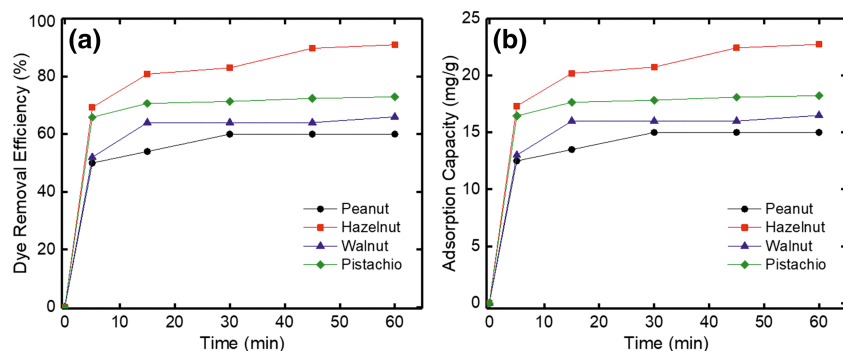 (a)
Dye Removal Efficiency (%)
100
80
60
40
20
0
0 10 20 30 40 50 60
Time (min)
Peanut
Hazelnut
Walnut
Pistachio
(b)
Adsorption Capacity (mg/g)
25
20
15
10
5
0
0 10 20 30 40 50 60
Time (min)
Peanut
Hazelnut
Walnut
Pistachio